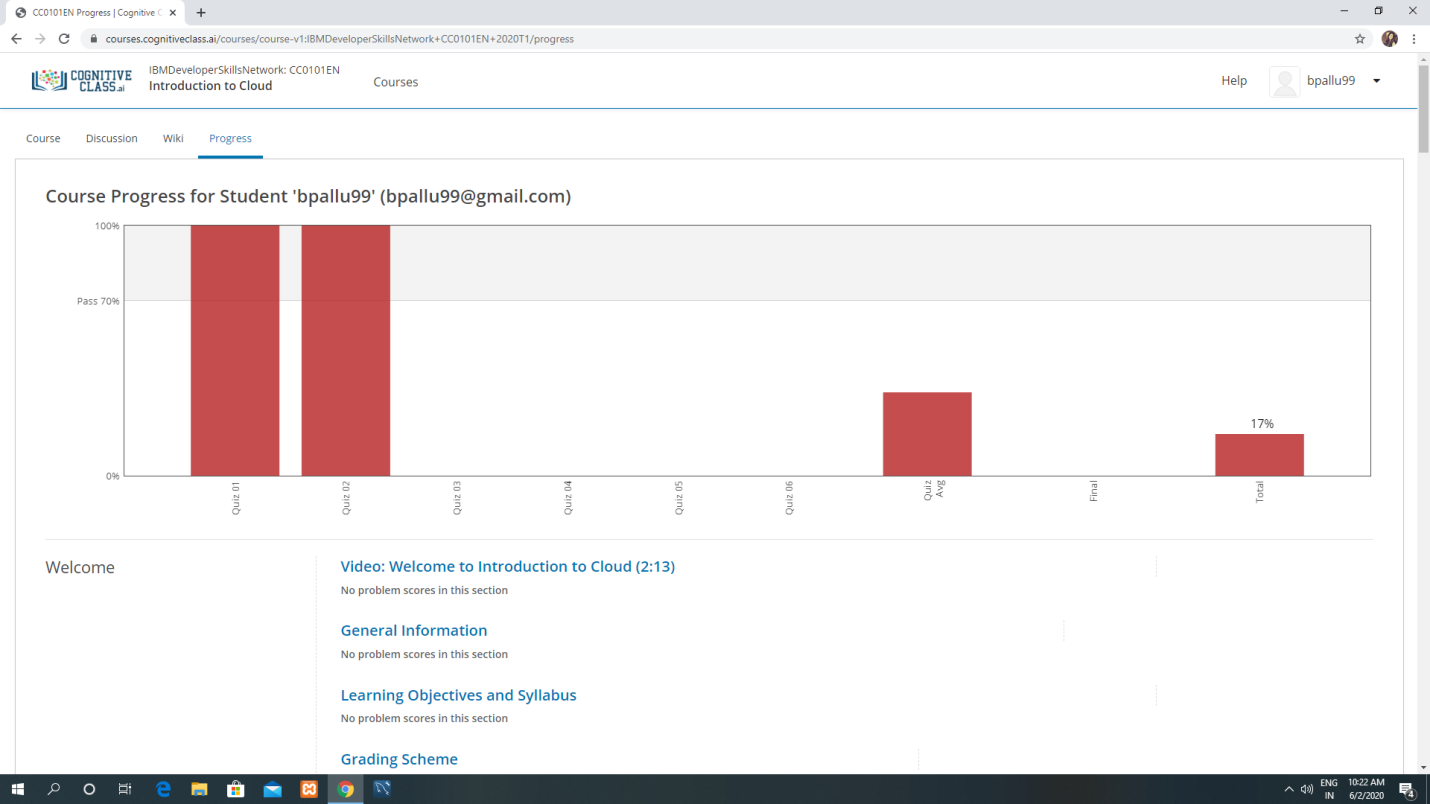 CC0101EN Progress | Cognitive C
courses.cognitiveclass.ai/courses/course-v1:IBMDeveloperSkillsNetwork+CC0101EN+2020T1/progress
COGNITIVE
CLASS.ai
IBMDeveloperSkillsNetwork: CC0101EN
Introduction to Cloud
Courses
Help
bpallu99
Course
Discussion
Wiki
Progress
Course Progress for Student 'bpallu99' (bpallu99@gmail.com)
100%
Pass 70%
0%
17%
Quiz 01
Quiz 02
Quiz 03
Quiz 04
Quiz 05
Quiz 06
Quiz
Avg
Final
Total
Welcome
Video: Welcome to Introduction to Cloud (2:13)
No problem scores in this section
General Information
No problem scores in this section
Learning Objectives and Syllabus
No problem scores in this section
Grading Scheme
ENG
IN
10:22 AM
6/2/2020
4